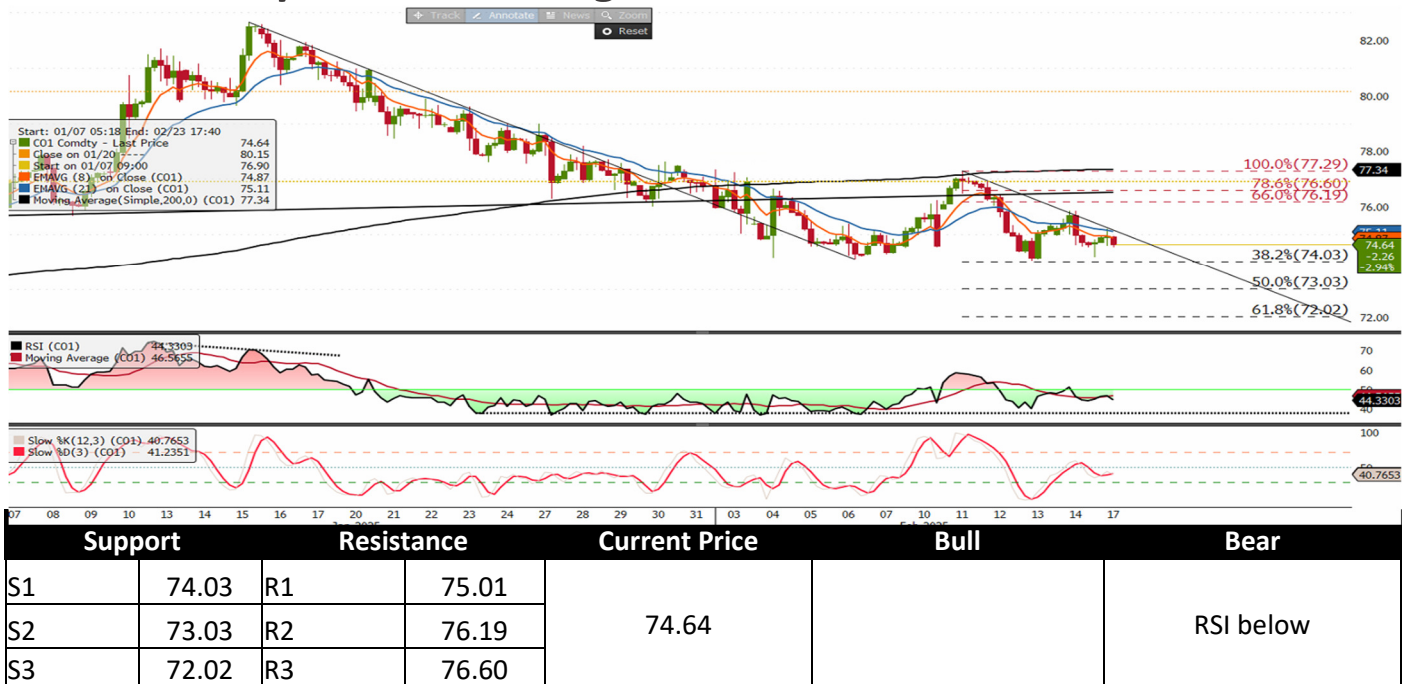 Track Annotate News Zoom
Reset
82.00
80.00
78.00
76.00
72.00
Start: 01/07 05:18 End: 02/23 17:40
CO1 Comdty - Last Price 74.64
Close on 01/20 ---- 80.15
Start on 01/07 09:00 76.90
EMAVG (8) on Close (CO1) 74.87
EMAVG (21) on Close (CO1) 75.11
Moving Average(Simple,200,0) (CO1) 77.34
100.0%(77.29)
77.34
78.6%(76.60)
66.0%(76.19)
75.11
74.64
-2.26
-2.94%
38.2%(74.03)
50.0%(73.03)
61.8%(72.02)
RSI (CO1) 44.3303
Moving Average (CO1) 46.5655
70
60
44.3303
40
Slow %K(12,3) (CO1) 40.7653
Slow %D(3) (CO1) 41.2351
100
40.7653
07 08 09 10 13 14 15 16 17 20 21 22 23 24 27 28 29 30 31 03 04 05 06 07 10 11 12 13 14 17
Support Resistance Current Price Bull Bear
S1 74.03 R1 75.01
S2 73.03 R2 76.19 74.64 RSI below
S3 72.02 R3 76.60